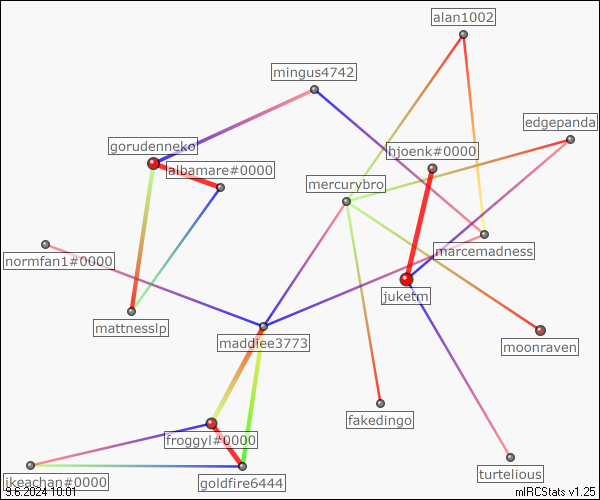 alan1002
mingus4742
edgepanda
gorudenneko
hjoenk#0000
albamare#0000
mercurybro
marcemadness
normfan1#0000
juketm
mattnesslp
maddiee3773
moonraven
fakedingo
froggyl#0000
turtelious
ikeachan#0000
goldfire6444
9.6.2024 10:01
mIRCStats v1.25